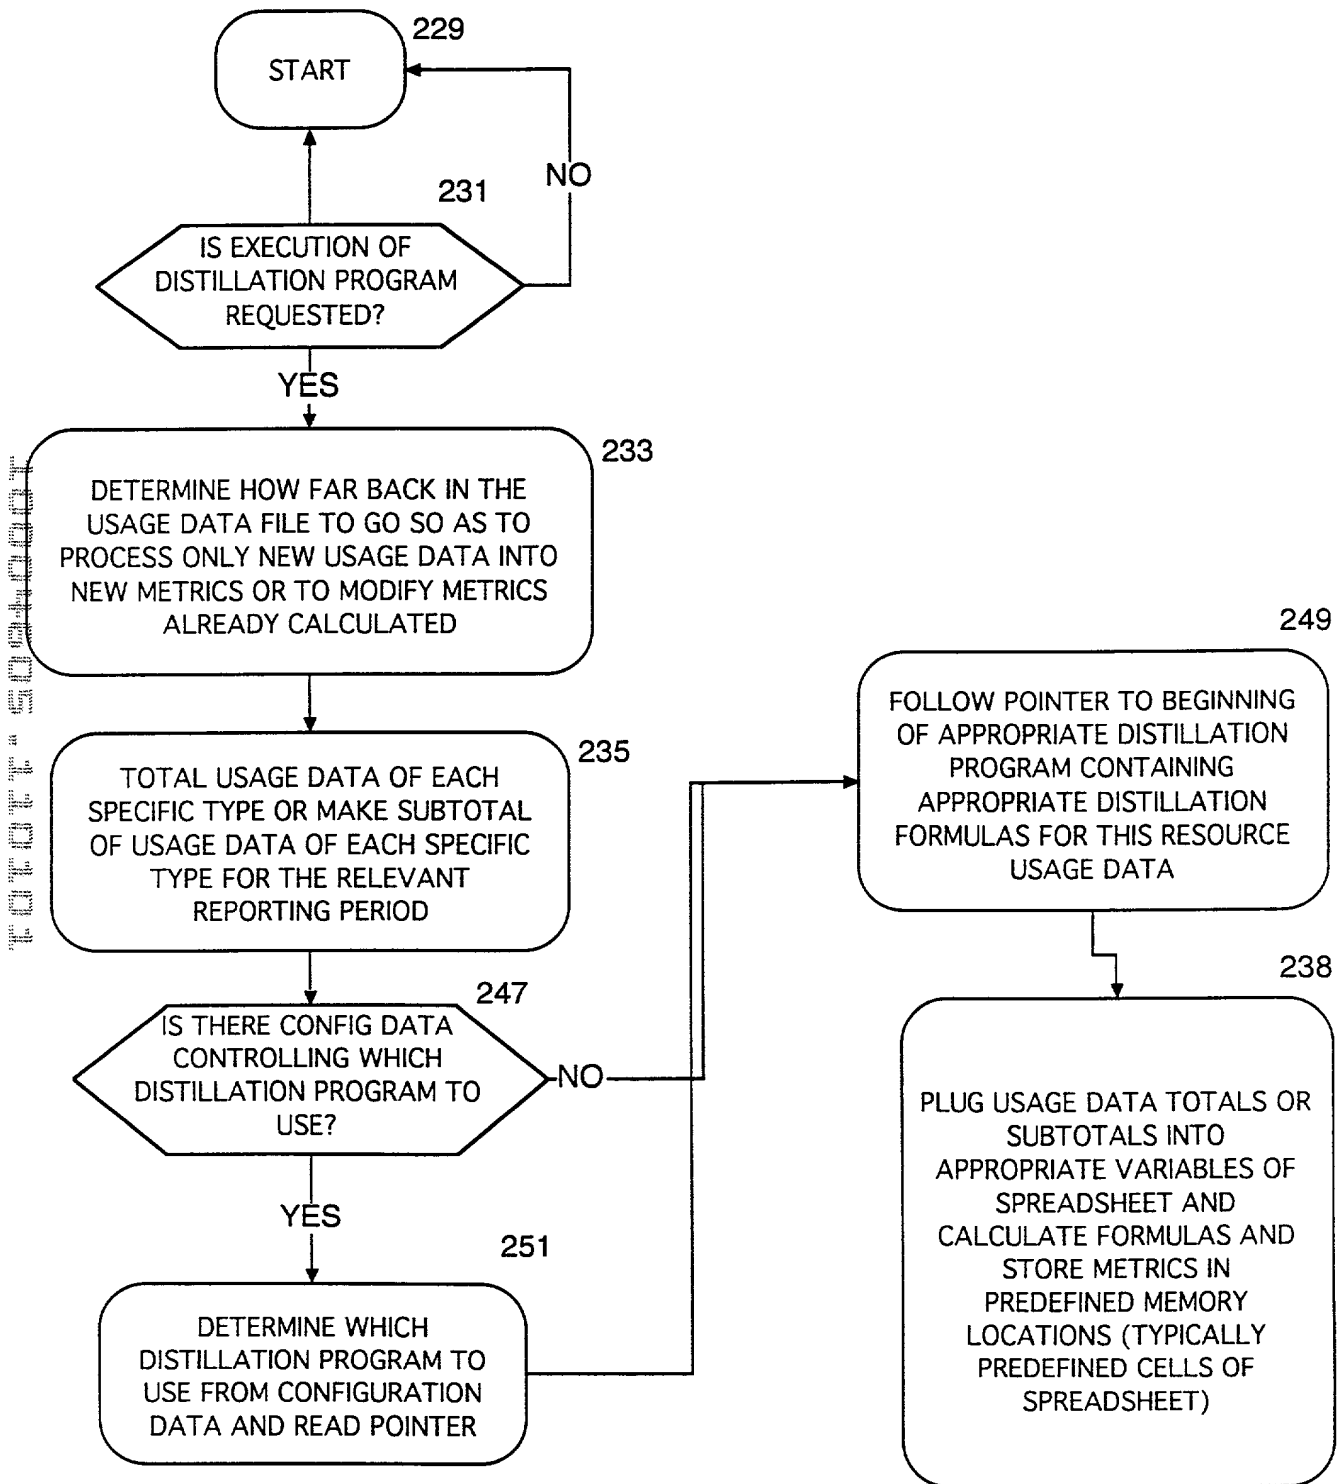 229
START
NO
231
IS EXECUTION OF
DISTILLATION PROGRAM
REQUESTED?
YES
233
DETERMINE HOW FAR BACK IN THE
USAGE DATA FILE TO GO SO AS TO
PROCESS ONLY NEW USAGE DATA INTO
NEW METRICS OR TO MODIFY METRICS
ALREADY CALCULATED
235
TOTAL USAGE DATA OF EACH
SPECIFIC TYPE OR MAKE SUBTOTAL
OF USAGE DATA OF EACH SPECIFIC
TYPE FOR THE RELEVANT
REPORTING PERIOD
247
IS THERE CONFIG DATA
CONTROLLING WHICH
DISTILLATION PROGRAM TO
USE?
NO
YES
251
DETERMINE WHICH
DISTILLATION PROGRAM TO
USE FROM CONFIGURATION
DATA AND READ POINTER
249
FOLLOW POINTER TO BEGINNING
OF APPROPRIATE DISTILLATION
PROGRAM CONTAINING
APPROPRIATE DISTILLATION
FORMULAS FOR THIS RESOURCE
USAGE DATA
238
PLUG USAGE DATA TOTALS OR
SUBTOTALS INTO
APPROPRIATE VARIABLES OF
SPREADSHEET AND
CALCULATE FORMULAS AND
STORE METRICS IN
PREDEFINED MEMORY
LOCATIONS (TYPICALLY
PREDEFINED CELLS OF
SPREADSHEET)